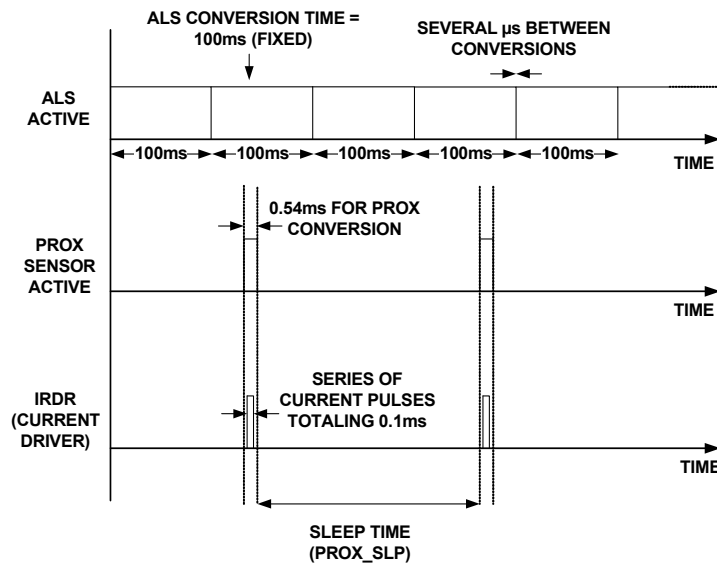 ALS CONVERSION TIME =
100ms (FIXED)
SEVERAL µs BETWEEN
CONVERSIONS
ALS
ACTIVE
100ms
100ms
100ms
100ms
100ms
TIME
0.54ms FOR PROX
CONVERSION
PROX
SENSOR
ACTIVE
TIME
SERIES OF
CURRENT PULSES
TOTALING 0.1ms
IRDR
(CURRENT
DRIVER)
TIME
SLEEP TIME
(PROX_SLP)